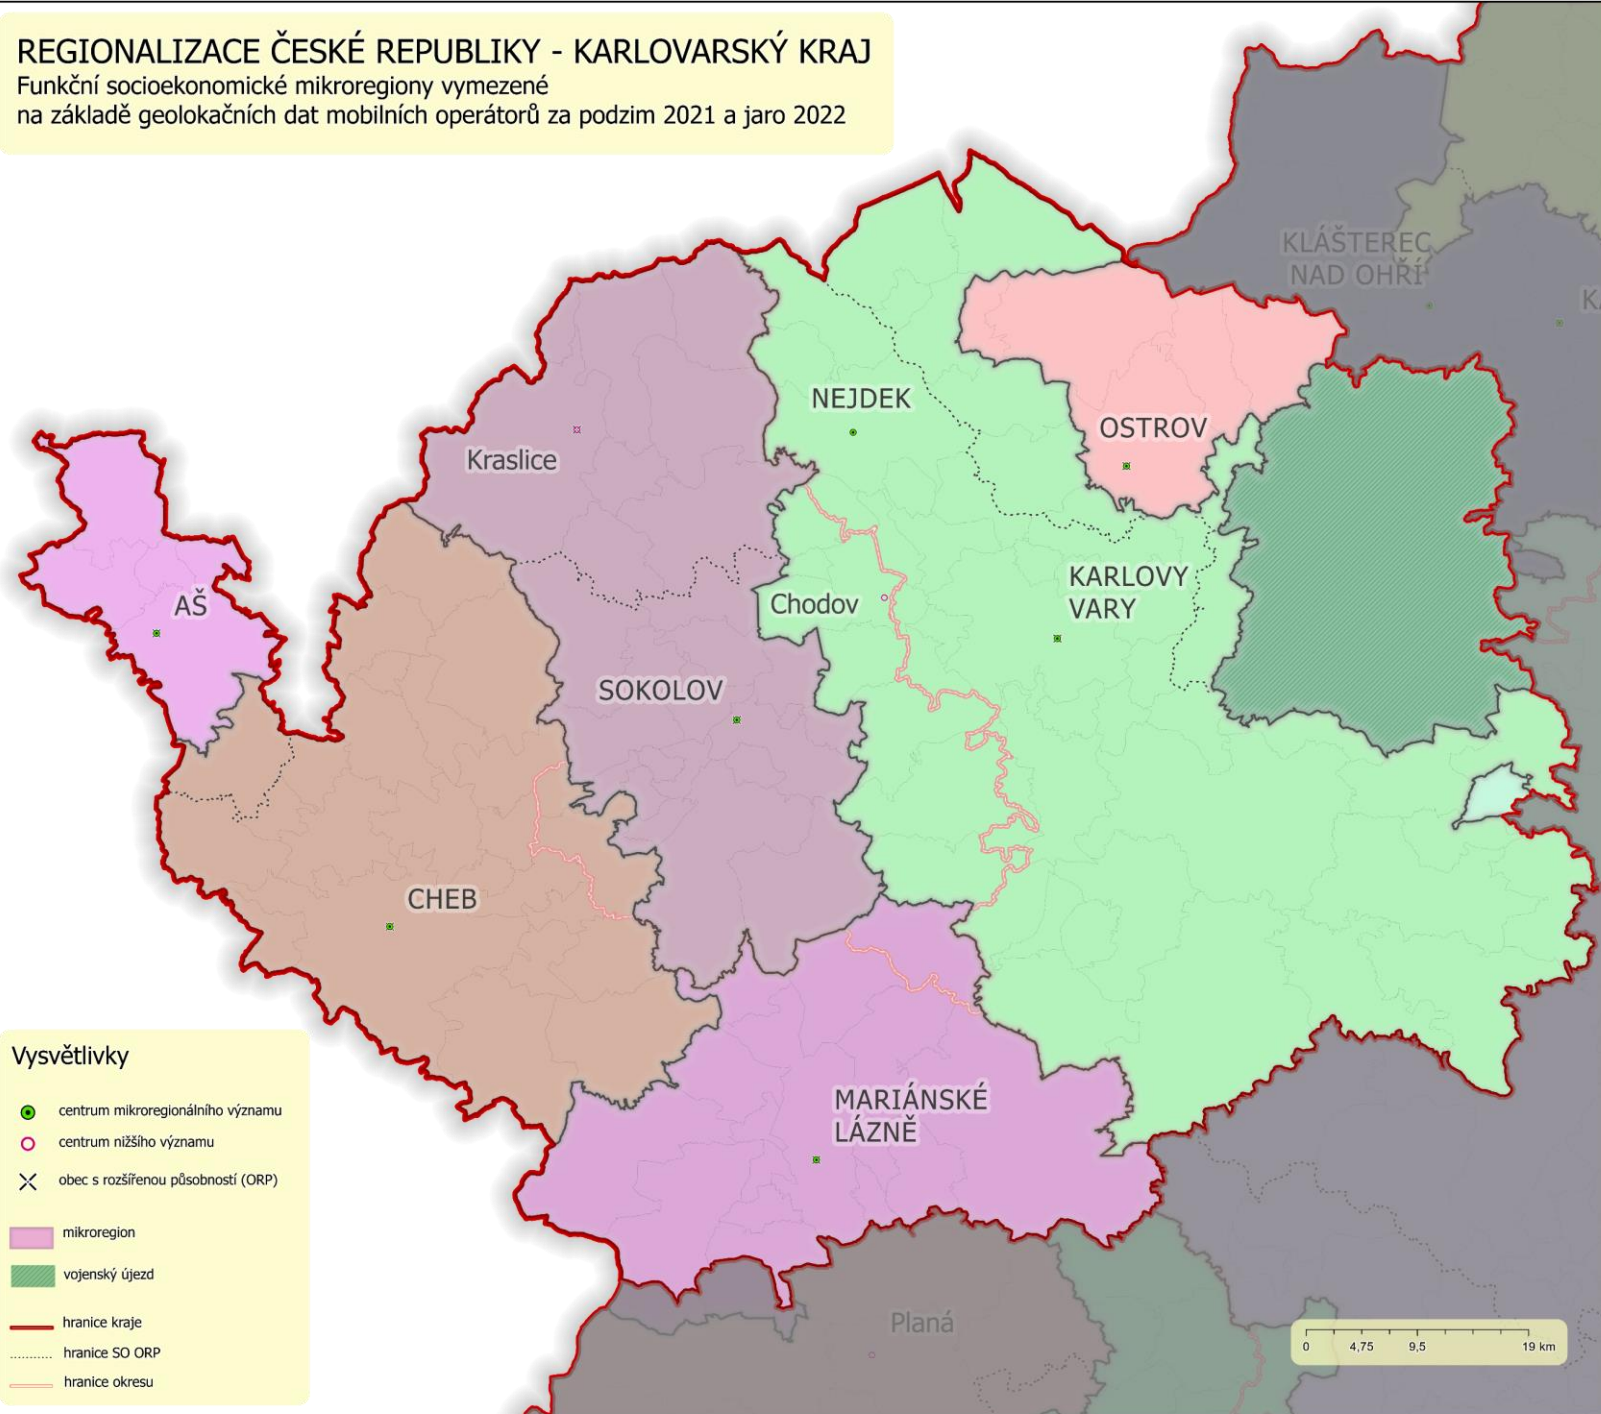 REGIONALIZACE ČESKÉ REPUBLIKY - KARLOVARSKÝ KRAJ
Funkční socioekonomické mikroregiony vymezené
na základě geolokačních dat mobilních operátorů za podzim 2021 a jaro 2022
KLÁŠTEREC
NAD OHŘÍ
NEJDEK
OSTROV
Kraslice
KARLOVY
VARY
AŠ
Chodov
SOKOLOV
CHEB
MARIÁNSKÉ
LÁZNĚ
Planá
Vysvětlivky
centrum mikroregionálního významu
centrum nižšího významu
obec s rozšířenou působností (ORP)
mikroregion
vojenský újezd
hranice kraje
hranice SO ORP
hranice okresu
0 4,75 9,5 19 km